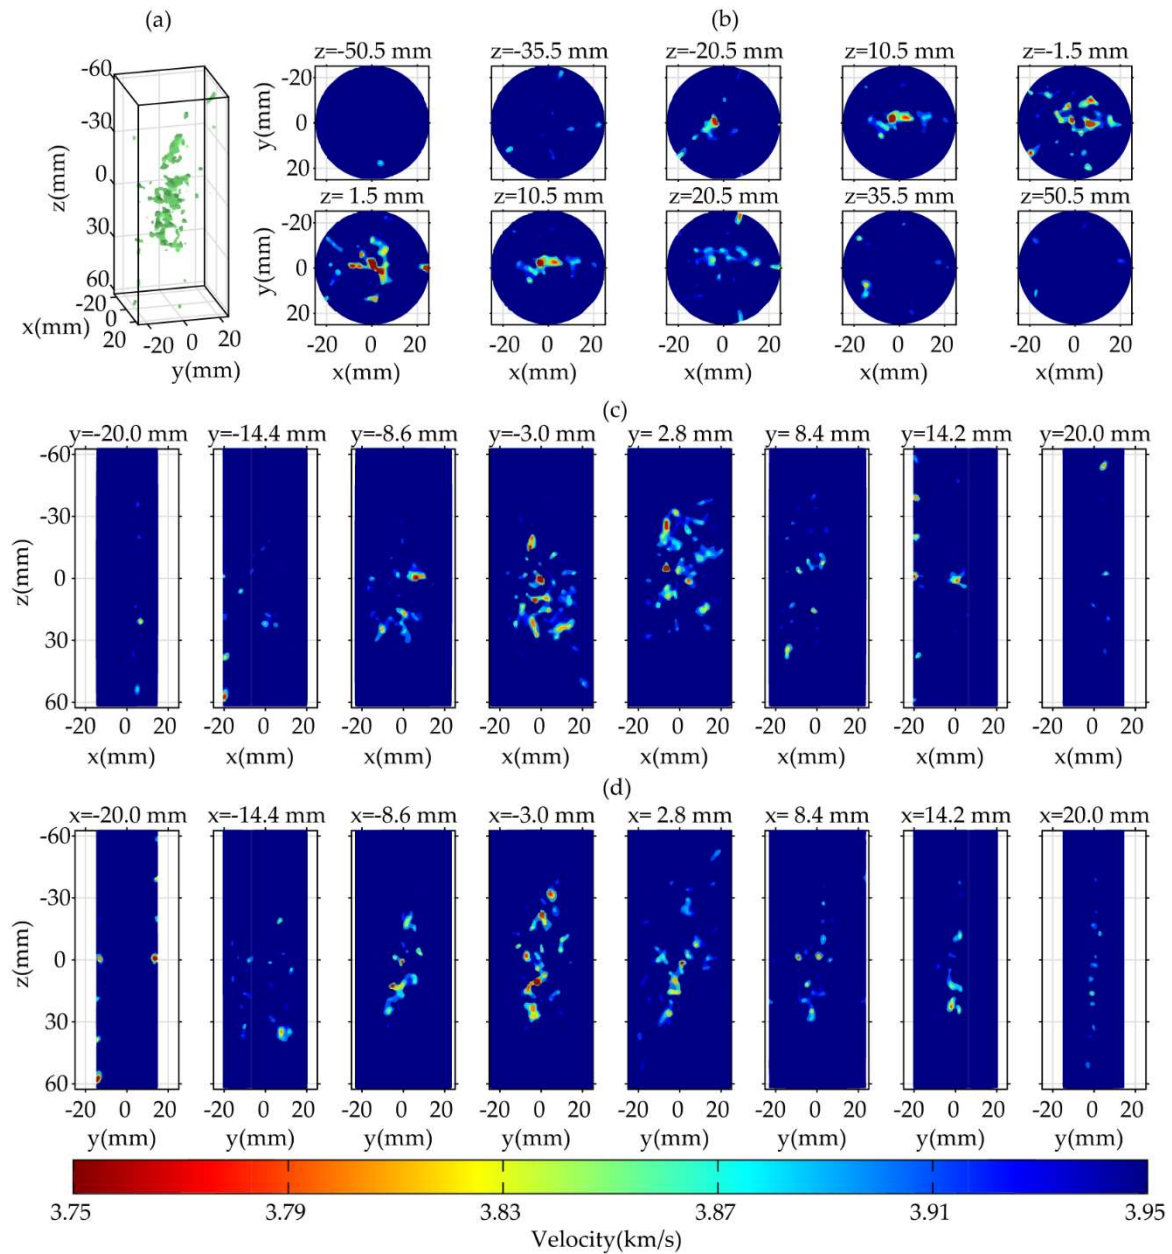 (a)
(b)
z=-50.5 mm z=-35.5 mm z=-20.5 mm z=10.5 mm z=-1.5 mm
-60
-30
0
30
60
z(mm)
-20
0
20
x(mm)
-20
0
20
y(mm)
-20
0
20
y(mm)
z= 1.5 mm z=10.5 mm z=20.5 mm z=35.5 mm z=50.5 mm
-20
0
20
y(mm)
-20 0 20 -20 0 20 -20 0 20 -20 0 20 -20 0 20
x(mm) x(mm) x(mm) x(mm) x(mm)
(c)
y=-20.0 mm y=-14.4 mm y=-8.6 mm y=-3.0 mm y= 2.8 mm y= 8.4 mm y=14.2 mm y=20.0 mm
-30
0
30
60
z(mm)
-20 0 20 -20 0 20 -20 0 20 -20 0 20 -20 0 20 -20 0 20 -20 0 20 -20 0 20
x(mm) x(mm) x(mm) x(mm) x(mm) x(mm) x(mm) x(mm)
(d)
x=-20.0 mm x=-14.4 mm x=-8.6 mm x=-3.0 mm x= 2.8 mm x= 8.4 mm x=14.2 mm x=20.0 mm
-60
-30
0
30
60
z(mm)
-20 0 20 -20 0 20 -20 0 20 -20 0 20 -20 0 20 -20 0 20 -20 0 20 -20 0 20
y(mm) y(mm) y(mm) y(mm) y(mm) y(mm) y(mm) y(mm)
3.75 3.79 3.83 3.87 3.91 3.95
Velocity(km/s)